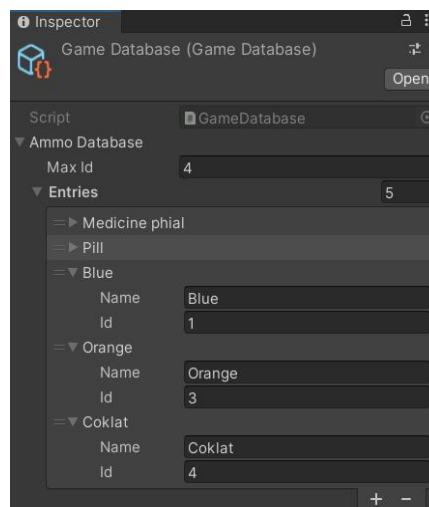 Inspector
Game Database (Game Database)
Open
Script GameDatabase
Ammo Database
Max Id 4
Entries 5
Medicine phial
Pill
Blue
Name Blue
Id 1
Orange
Name Orange
Id 3
Coklat
Name Coklat
Id 4